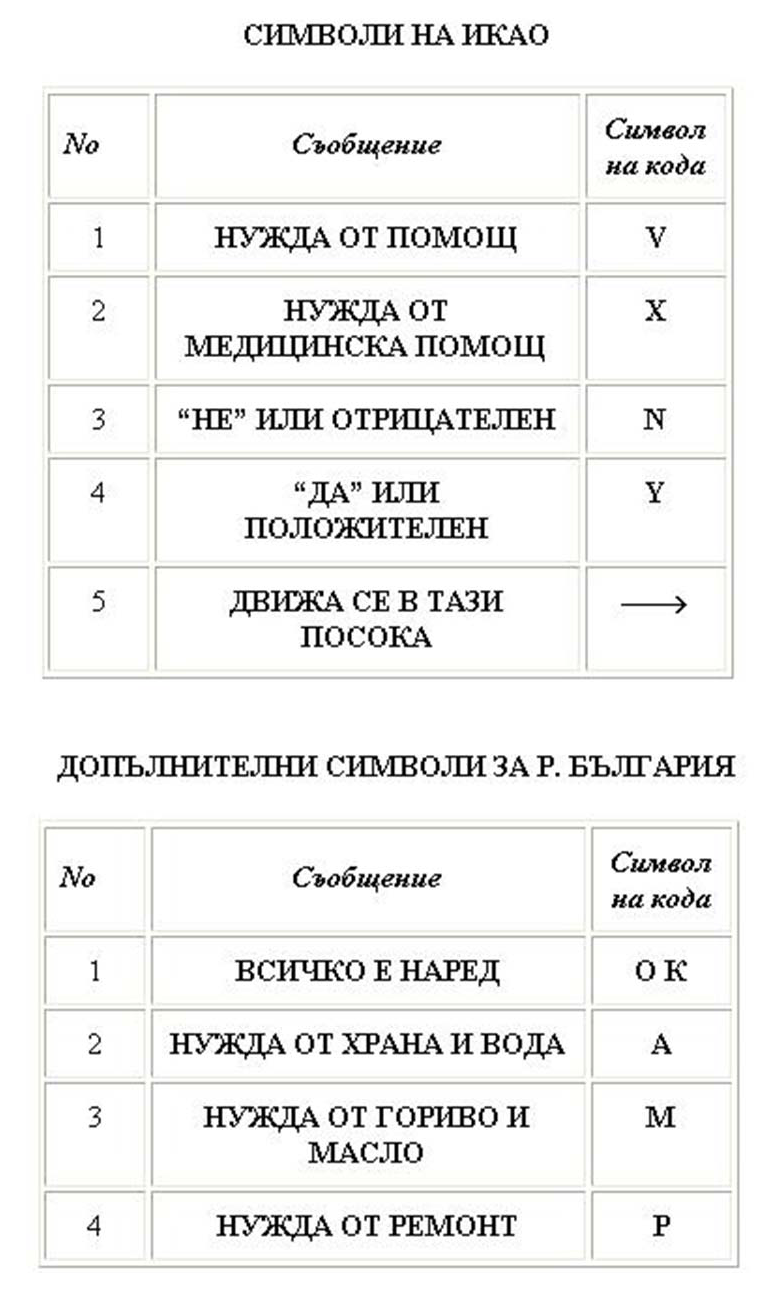 СИМВОЛИ НА ИКАО
No Съобщение Символ на кода
1 НУЖДА ОТ ПОМОЩ V
2 НУЖДА ОТ МЕДИЦИНСКА ПОМОЩ X
3 “НЕ” ИЛИ ОТРИЦАТЕЛЕН N
4 “ДА” ИЛИ ПОЛОЖИТЕЛЕН Y
5 ДВИЖА СЕ В ТАЗИ ПОСОКА →
ДОПЪЛНИТЕЛНИ СИМВОЛИ ЗА Р. БЪЛГАРИЯ
No Съобщение Символ на кода
1 ВСИЧКО Е НАРЕД О К
2 НУЖДА ОТ ХРАНА И ВОДА А
3 НУЖДА ОТ ГОРИВО И МАСЛО М
4 НУЖДА ОТ РЕМОНТ Р